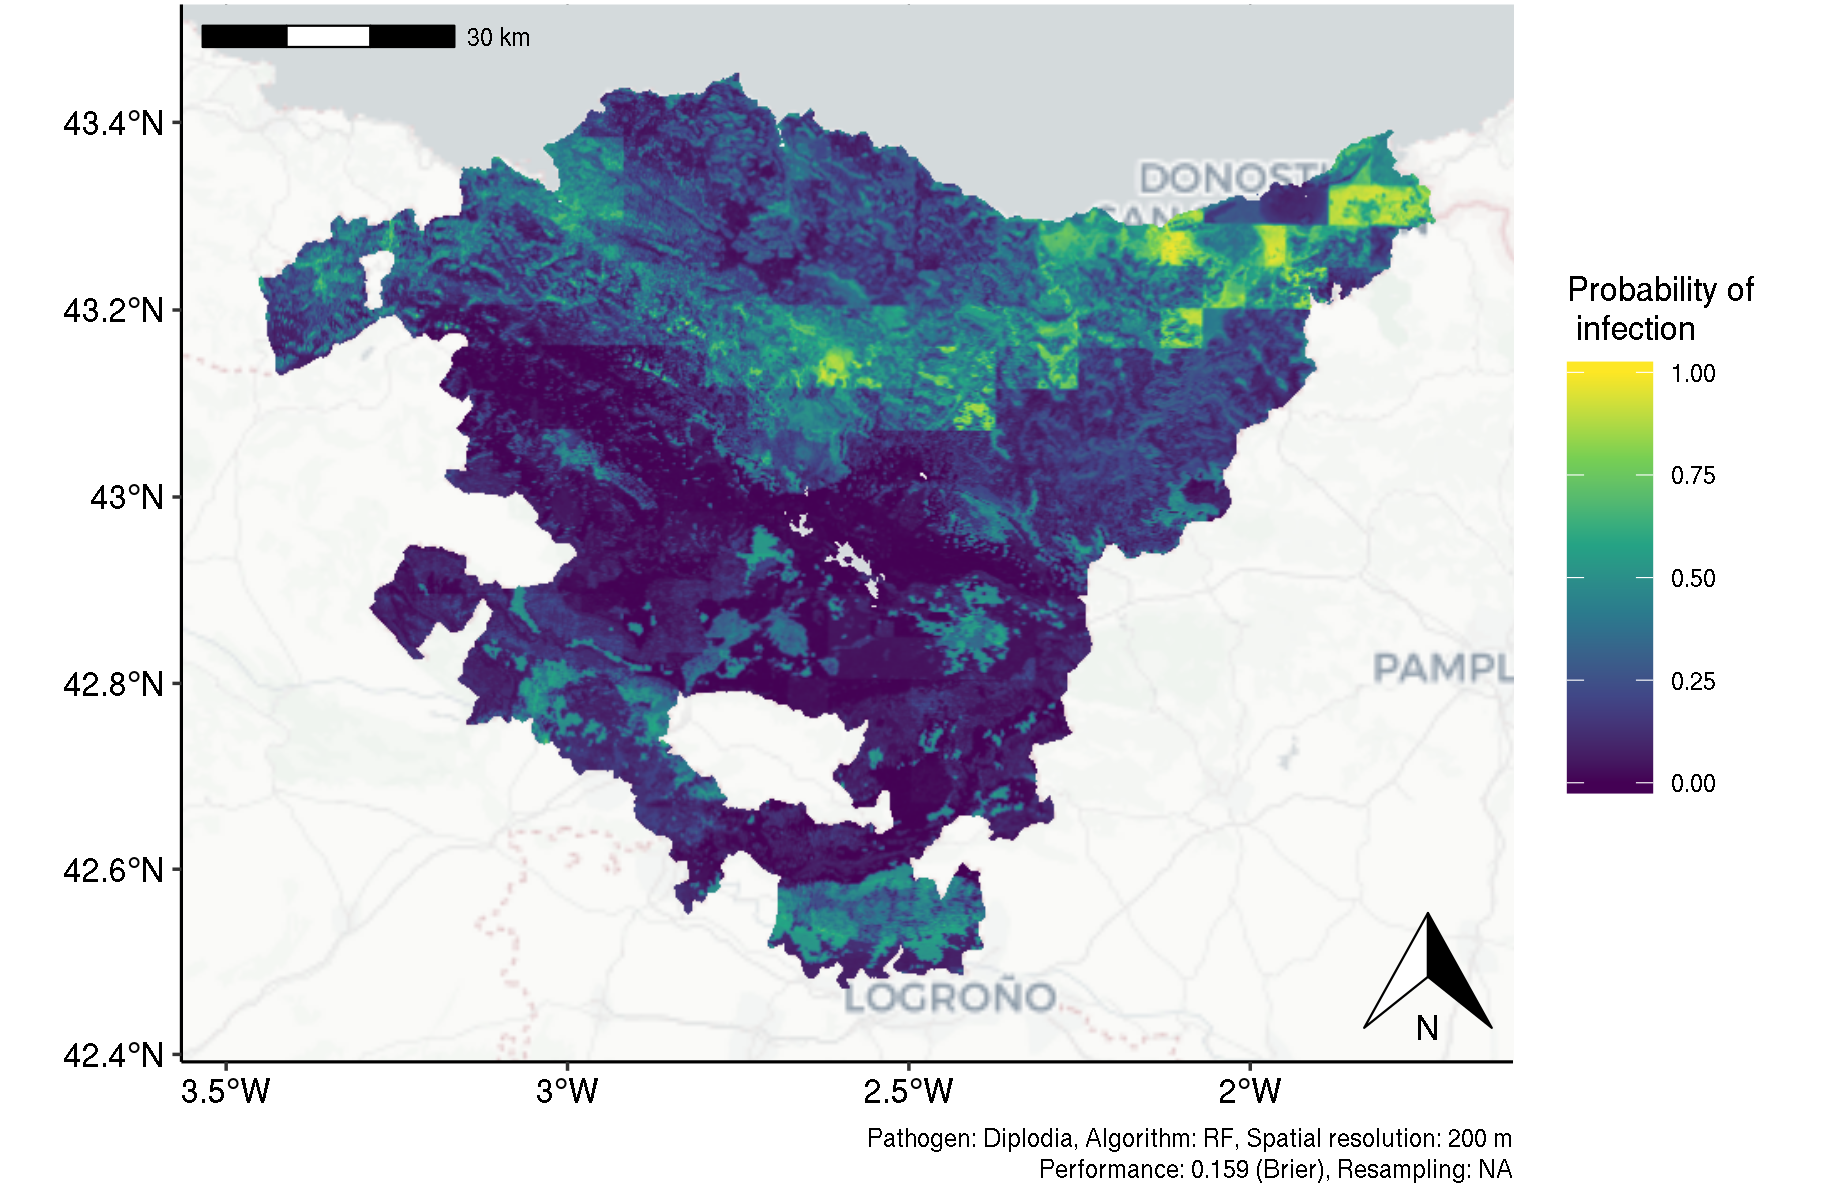 30 km
43.4°N
43.2°N
43°N
42.8°N
42.6°N
42.4°N
3.5°W
3°W
2.5°W
2°W
DONOSTI
SAN
PAMPL
LOGROÑO
N
Probability of
infection
1.00
0.75
0.50
0.25
0.00
Pathogen: Diplodia, Algorithm: RF, Spatial resolution: 200 m
Performance: 0.159 (Brier), Resampling: NA